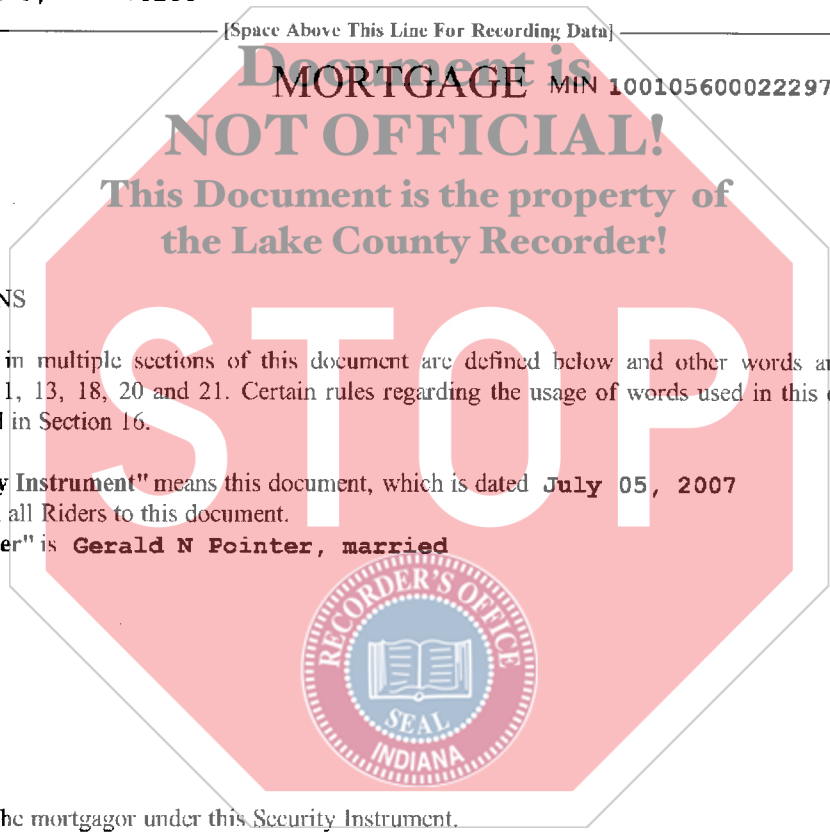 [Space Above This Line For Recording Data]
Document is
MORTGAGE MIN 100105600022297
NOT OFFICIAL!
This Document is the property of
the Lake County Recorder!
NS
in multiple sections of this document are defined below and other words a
1, 13, 18, 20 and 21. Certain rules regarding the usage of words used in this
in Section 16.
y Instrument" means this document, which is dated July 05, 2007
all Riders to this document.
er" is Gerald N Pointer, married
STOP
RECORDER'S OFFICE
SEAL
INDIANA
he mortgagor under this Security Instrument.